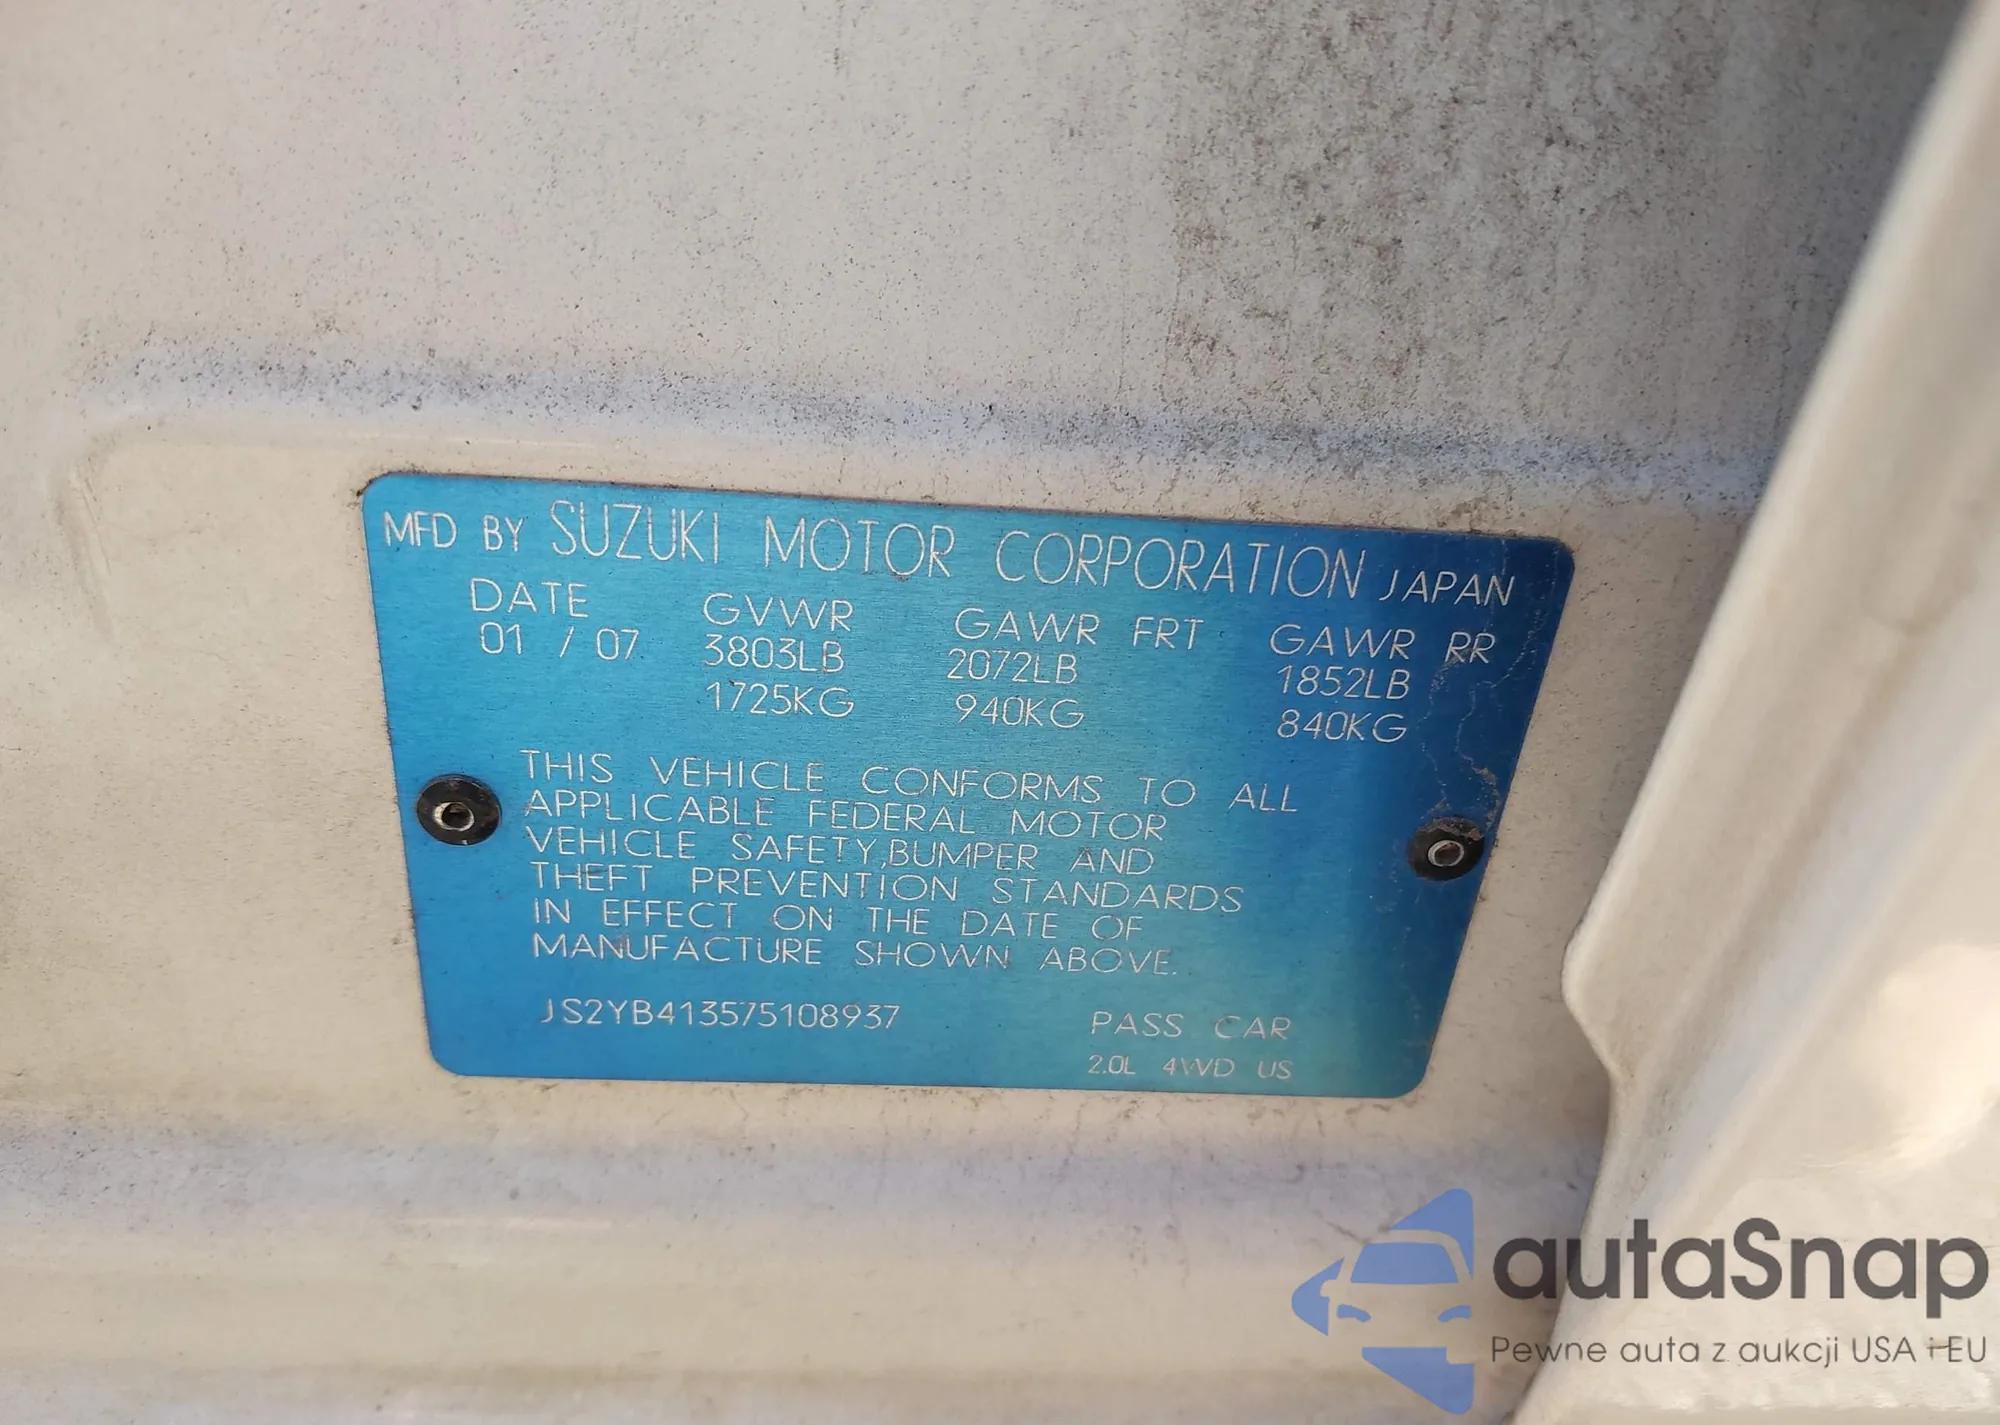 MFD BY SUZUKI MOTOR CORPORATION JAPAN
DATE GVWR GAWR FRT GAWR RR
01 / 07 3803LB 2072LB 1852LB
1725KG 940KG 840KG
THIS VEHICLE CONFORMS TO ALL
APPLICABLE FEDERAL MOTOR
VEHICLE SAFETY,BUMPER AND
THEFT PREVENTION STANDARDS
IN EFFECT ON THE DATE OF
MANUFACTURE SHOWN ABOVE.
JS2YB413575108937 PASS CAR
2.0L 4WD US
autaSnap
Pewne auta z aukcji USA i EU